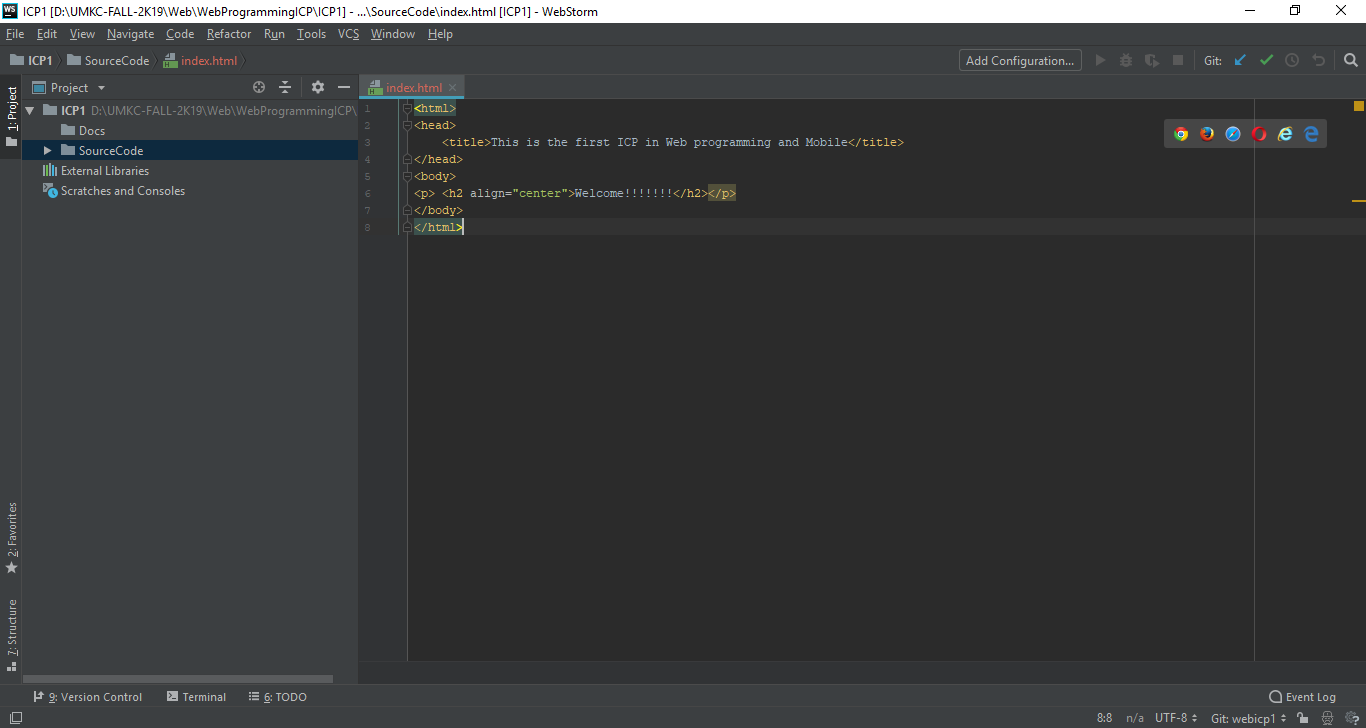 WS ICP1 [D:\UMKC-FALL-2K19\Web\WebProgrammingICP\ICP1] - ...\SourceCode\index.html [ICP1] - WebStorm
File Edit View Navigate Code Refactor Run Tools VCS Window Help
ICP1 SourceCode index.html Add Configuration... Git:
Project index.html
1: Project
ICP1 D:\UMKC-FALL-2K19\Web\WebProgrammingICP\
Docs
SourceCode
External Libraries
Scratches and Consoles
1 <html>
2 <head>
3 <title>This is the first ICP in Web programming and Mobile</title>
4 </head>
5 <body>
6 <p> <h2 align="center">Welcome!!!!!!!</h2></p>
7 </body>
8 </html>
2: Favorites
7: Structure
9: Version Control Terminal 6: TODO Event Log
8:8 n/a UTF-8 Git: webicp1